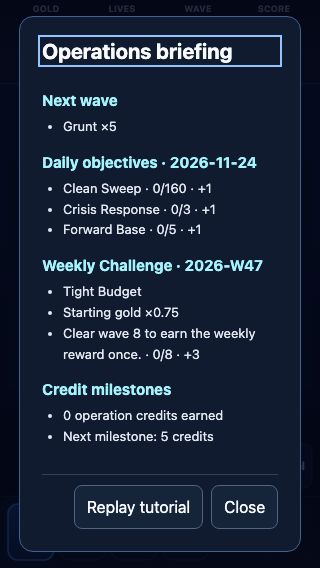 GOLD LIVES WAVE SCORE
Operations briefing
Next wave
• Grunt ×5
Daily objectives · 2026-11-24
• Clean Sweep · 0/160 · +1
• Crisis Response · 0/3 · +1
• Forward Base · 0/5 · +1
Weekly Challenge · 2026-W47
• Tight Budget
• Starting gold ×0.75
• Clear wave 8 to earn the weekly
reward once. · 0/8 · +3
Credit milestones
• 0 operation credits earned
• Next milestone: 5 credits
Replay tutorial Close